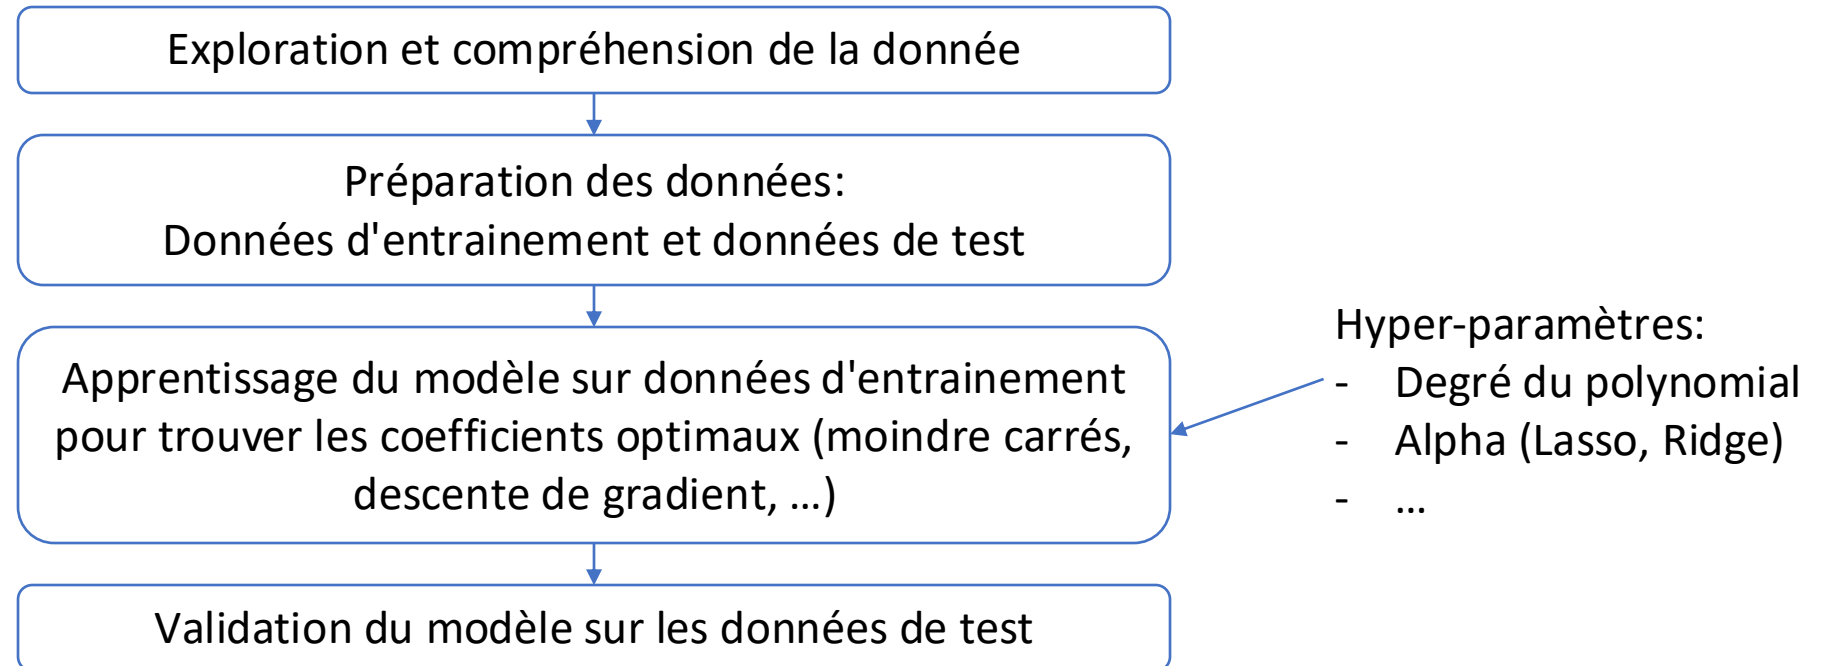 Exploration et compréhension de la donnée
Préparation des données:
Données d'entrainement et données de test
Apprentissage du modèle sur données d'entrainement
pour trouver les coefficients optimaux (moindre carrés,
descente de gradient, …)
Hyper-paramètres:
- Degré du polynomial
- Alpha (Lasso, Ridge)
- …
Validation du modèle sur les données de test